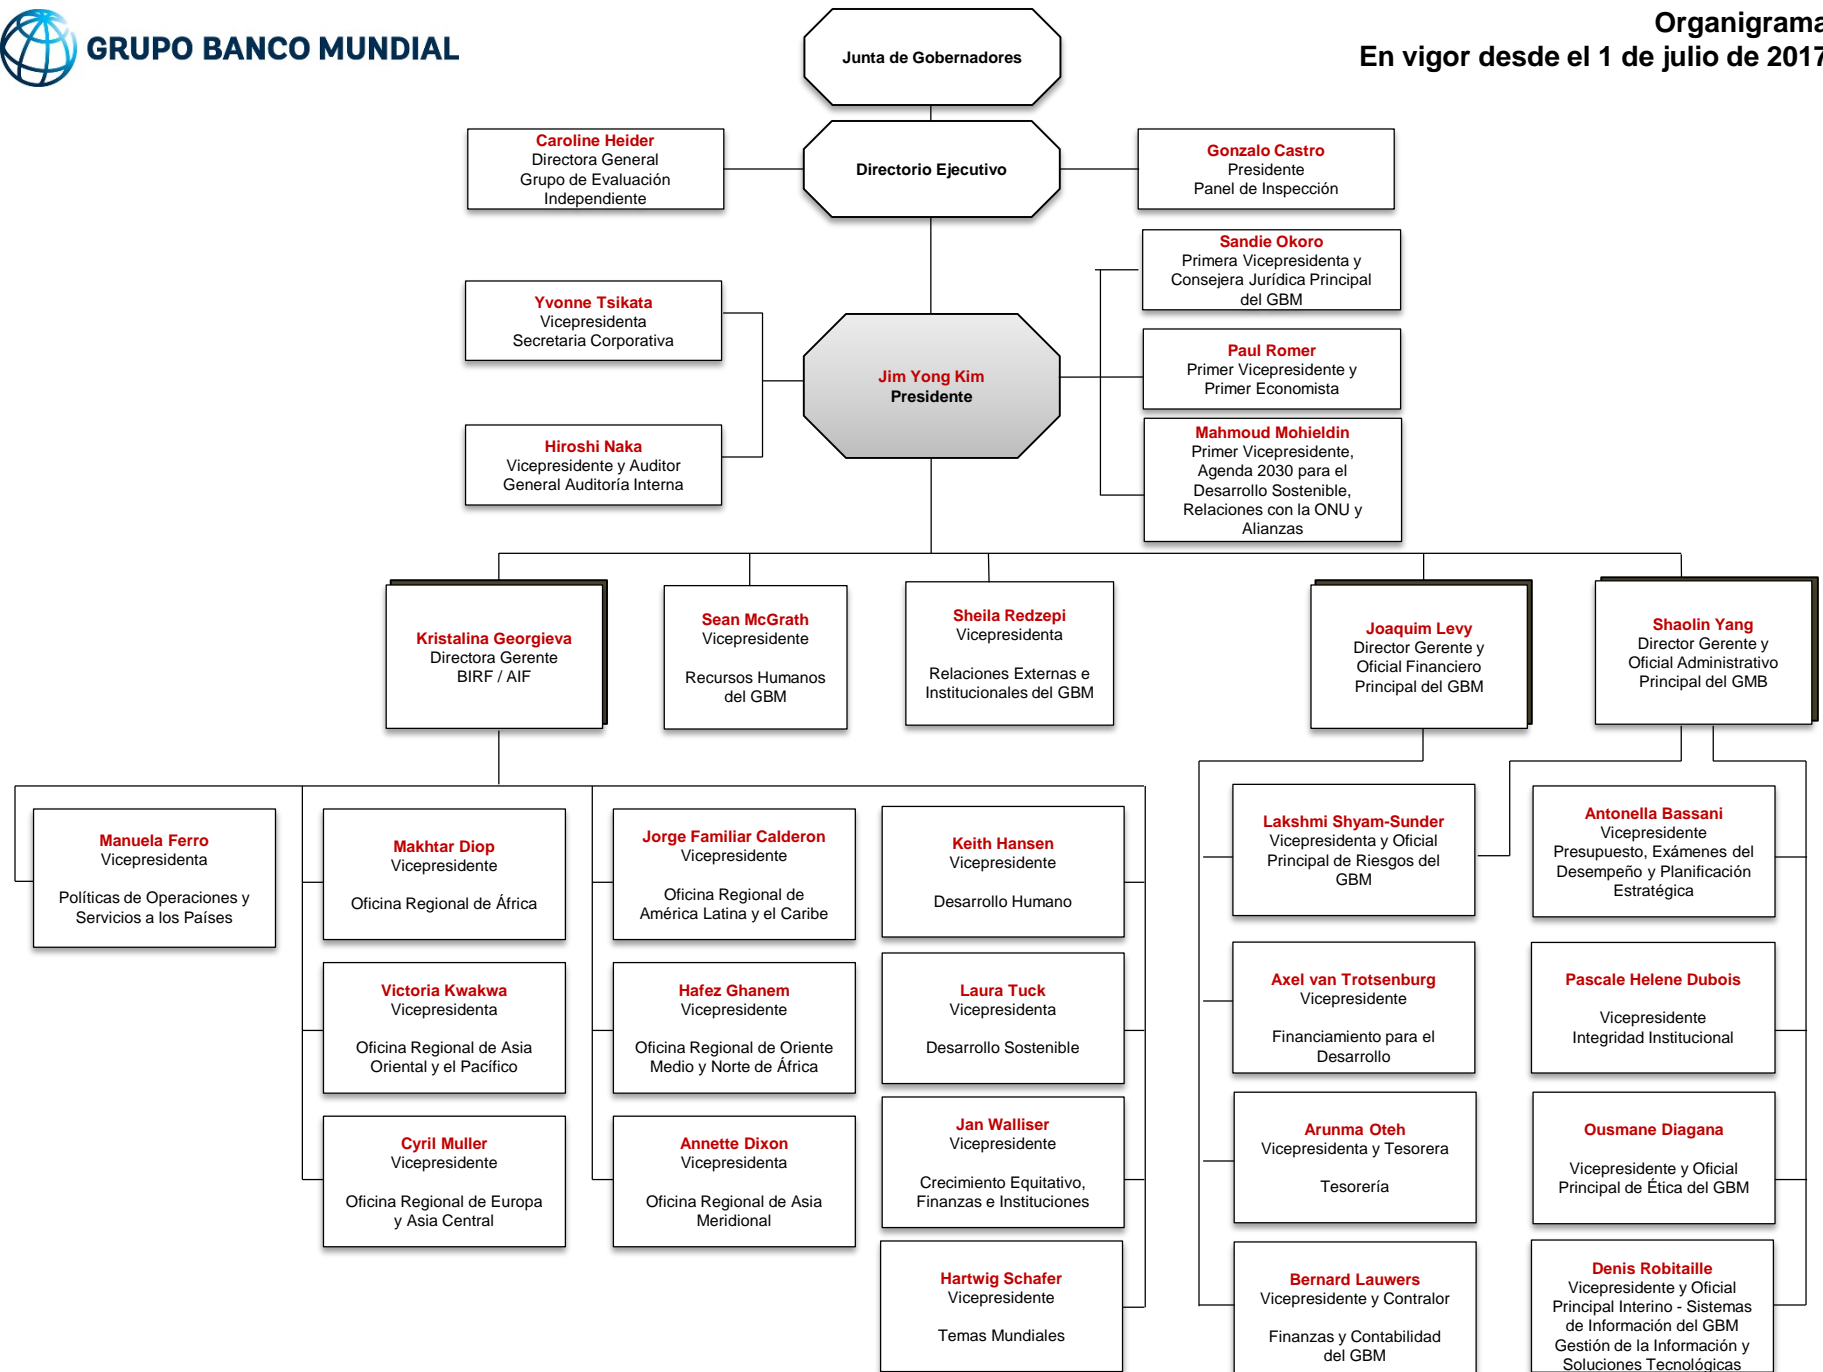 GRUPO BANCO MUNDIAL
Organigrama
En vigor desde el 1 de julio de 2017
Junta de Gobernadores
Caroline Heider
Directora General
Grupo de Evaluación
Independiente
Directorio Ejecutivo
Gonzalo Castro
Presidente
Panel de Inspección
Sandie Okoro
Primera Vicepresidenta y
Consejera Jurídica Principal
del GBM
Yvonne Tsikata
Vicepresidenta
Secretaria Corporativa
Paul Romer
Primer Vicepresidente y
Primer Economista
Jim Yong Kim
Presidente
Hiroshi Naka
Vicepresidente y Auditor
General Auditoría Interna
Mahmoud Mohieldin
Primer Vicepresidente,
Agenda 2030 para el
Desarrollo Sostenible,
Relaciones con la ONU y
Alianzas
Kristalina Georgieva
Directora Gerente
BIRF / AIF
Sean McGrath
Vicepresidente
Recursos Humanos
del GBM
Sheila Redzepi
Vicepresidenta
Relaciones Externas e
Institucionales del GBM
Joaquim Levy
Director Gerente y
Oficial Financiero
Principal del GBM
Shaolin Yang
Director Gerente y
Oficial Administrativo
Principal del GMB
Manuela Ferro
Vicepresidenta
Políticas de Operaciones y
Servicios a los Países
Makhtar Diop
Vicepresidente
Oficina Regional de África
Jorge Familiar Calderon
Vicepresidente
Oficina Regional de
América Latina y el Caribe
Keith Hansen
Vicepresidente
Desarrollo Humano
Lakshmi Shyam-Sunder
Vicepresidenta y Oficial
Principal de Riesgos del
GBM
Antonella Bassani
Vicepresidente
Presupuesto, Exámenes del
Desempeño y Planificación
Estratégica
Victoria Kwakwa
Vicepresidenta
Oficina Regional de Asia
Oriental y el Pacífico
Hafez Ghanem
Vicepresidente
Oficina Regional de Oriente
Medio y Norte de África
Laura Tuck
Vicepresidenta
Desarrollo Sostenible
Axel van Trotsenburg
Vicepresidente
Financiamiento para el
Desarrollo
Pascale Helene Dubois
Vicepresidente
Integridad Institucional
Cyril Muller
Vicepresidente
Oficina Regional de Europa
y Asia Central
Annette Dixon
Vicepresidenta
Oficina Regional de Asia
Meridional
Jan Walliser
Vicepresidente
Crecimiento Equitativo,
Finanzas e Instituciones
Arunma Oteh
Vicepresidenta y Tesorera
Tesorería
Ousmane Diagana
Vicepresidente y Oficial
Principal de Ética del GBM
Hartwig Schafer
Vicepresidente
Temas Mundiales
Bernard Lauwers
Vicepresidente y Contralor
Finanzas y Contabilidad
del GBM
Denis Robitaille
Vicepresidente y Oficial
Principal Interino - Sistemas
de Información del GBM
Gestión de la Información y
Soluciones Tecnológicas